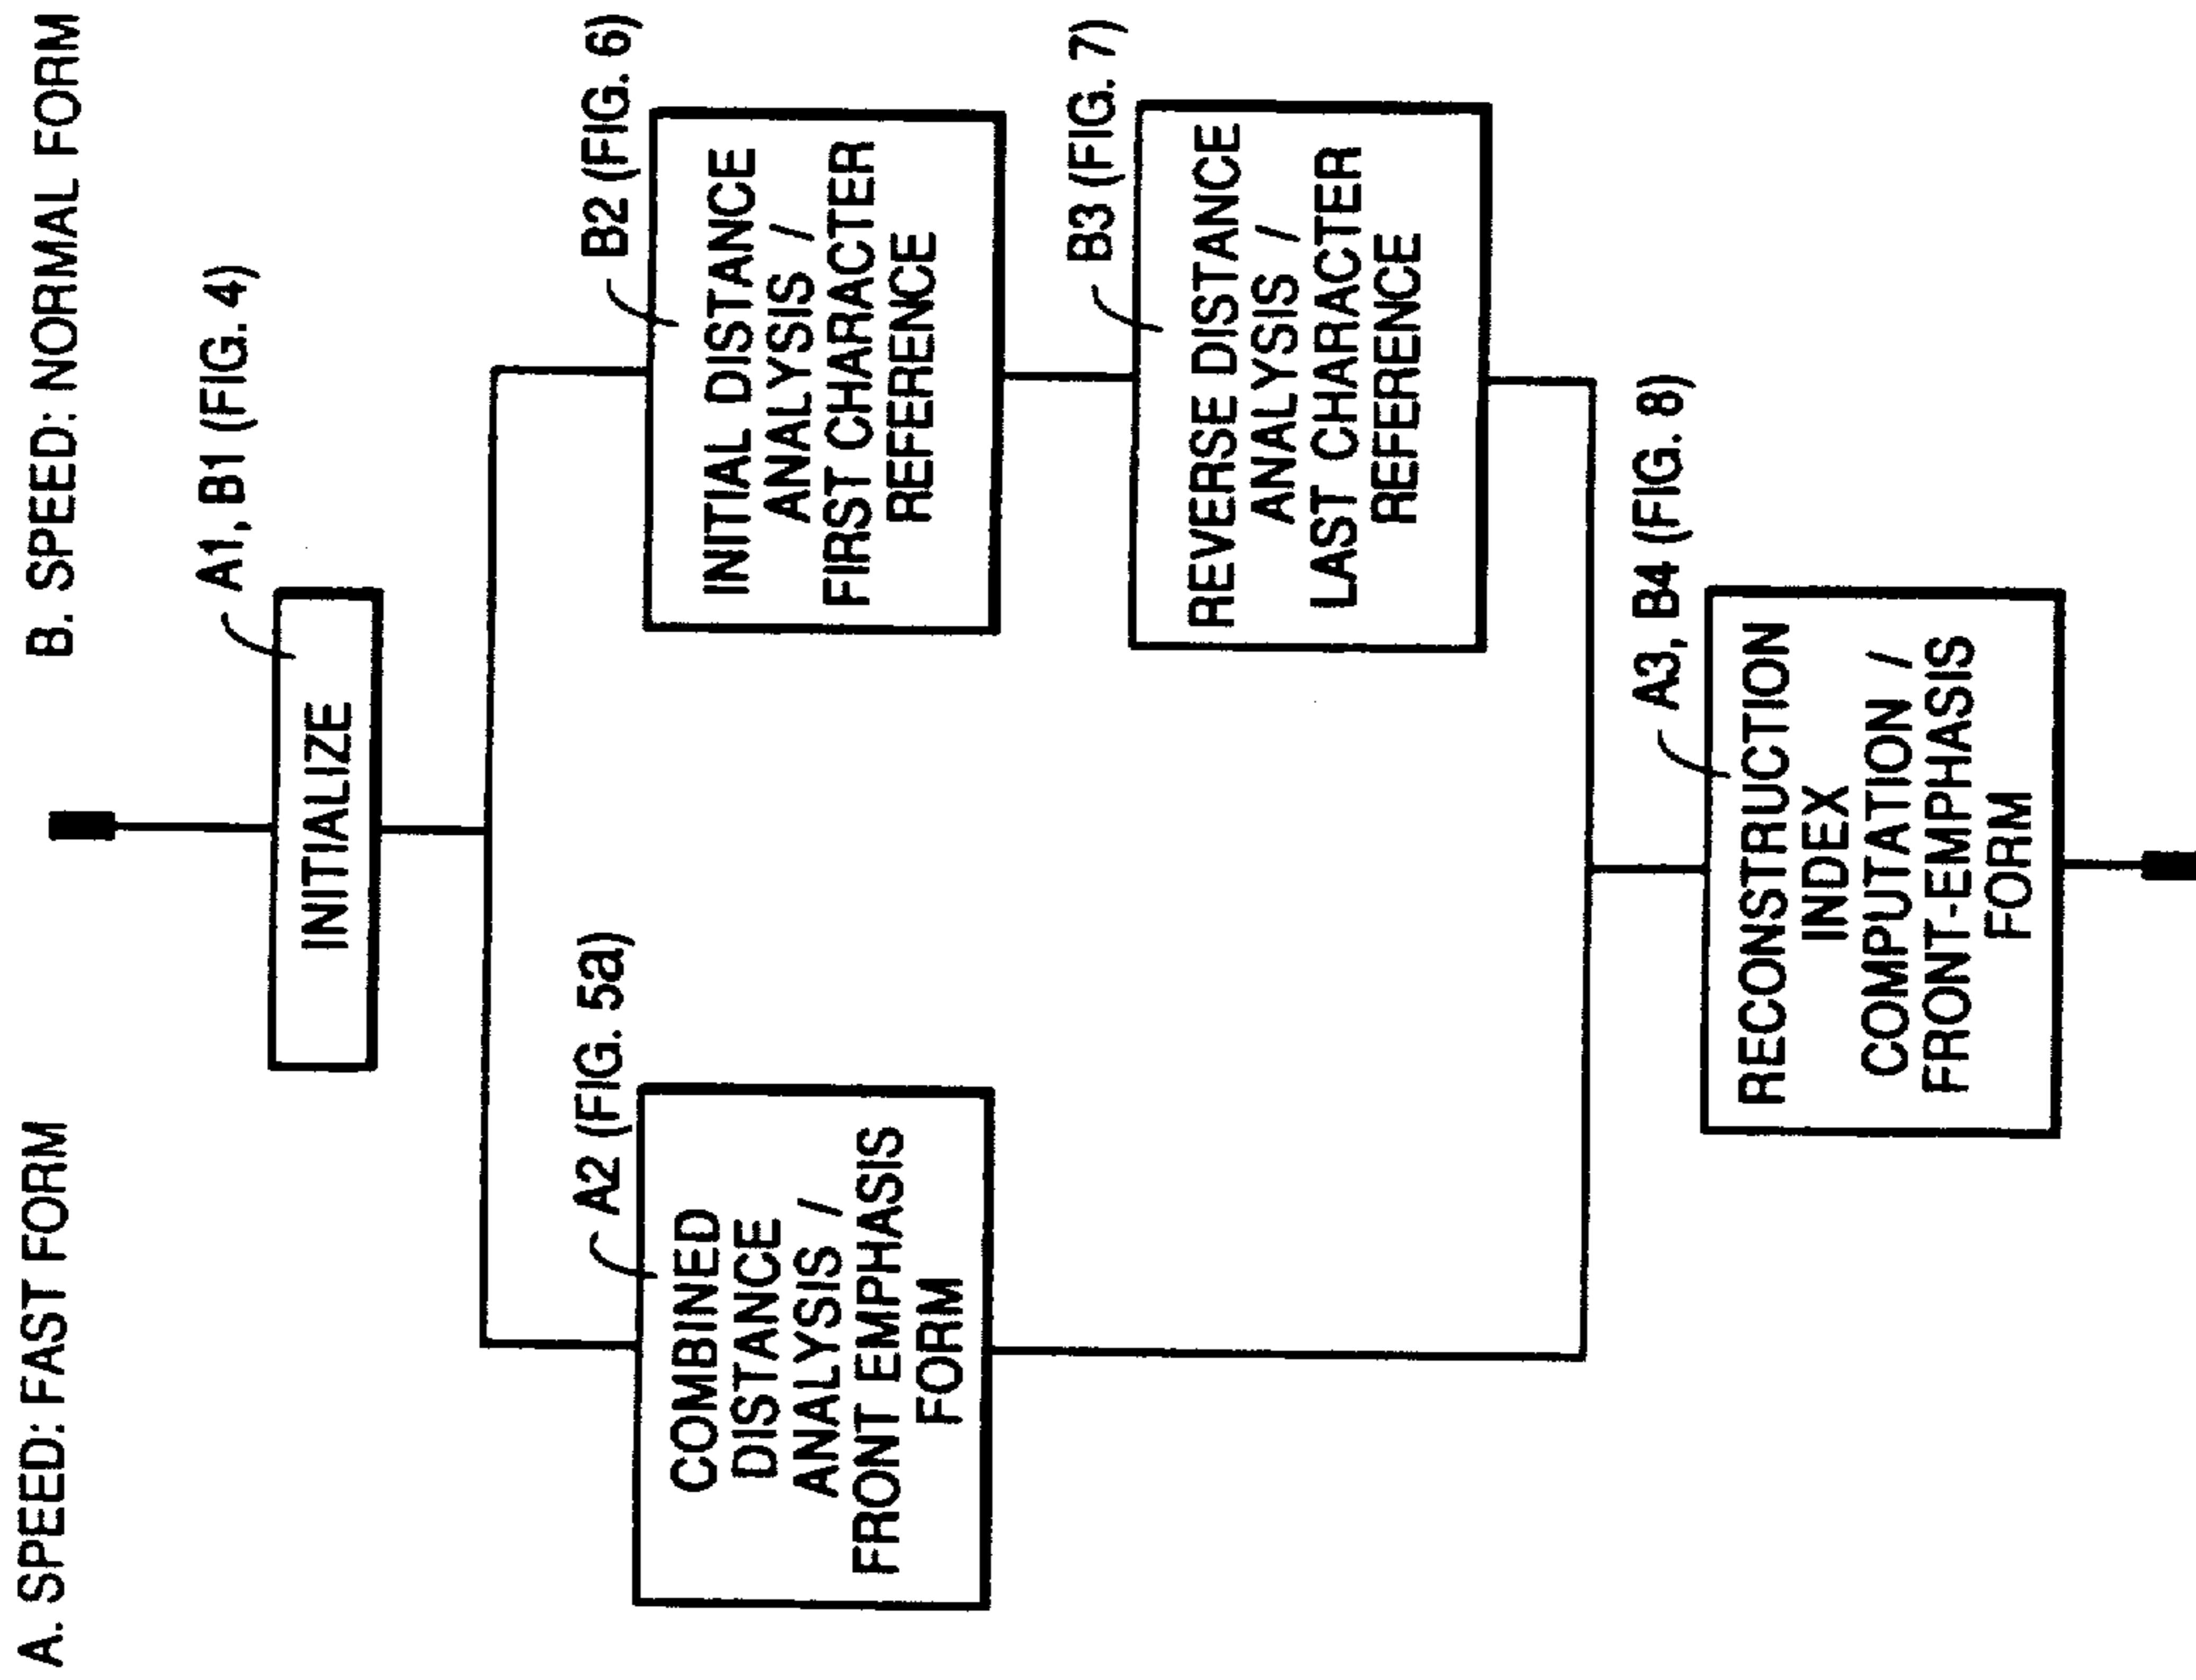 A. SPEED: FAST FORM
B. SPEED: NORMAL FORM
A1, B1 (FIG. 4)
INITIALIZE
A2 (FIG. 5a)
COMBINED
DISTANCE
ANALYSIS /
FRONT EMPHASIS
FORM
B2 (FIG. 6)
INITIAL DISTANCE
ANALYSIS /
FIRST CHARACTER
REFERENCE
B3 (FIG. 7)
REVERSE DISTANCE
ANALYSIS /
LAST CHARACTER
REFERENCE
A3, B4 (FIG. 8)
RECONSTRUCTION
INDEX
COMPUTATION /
FRONT-EMPHASIS
FORM